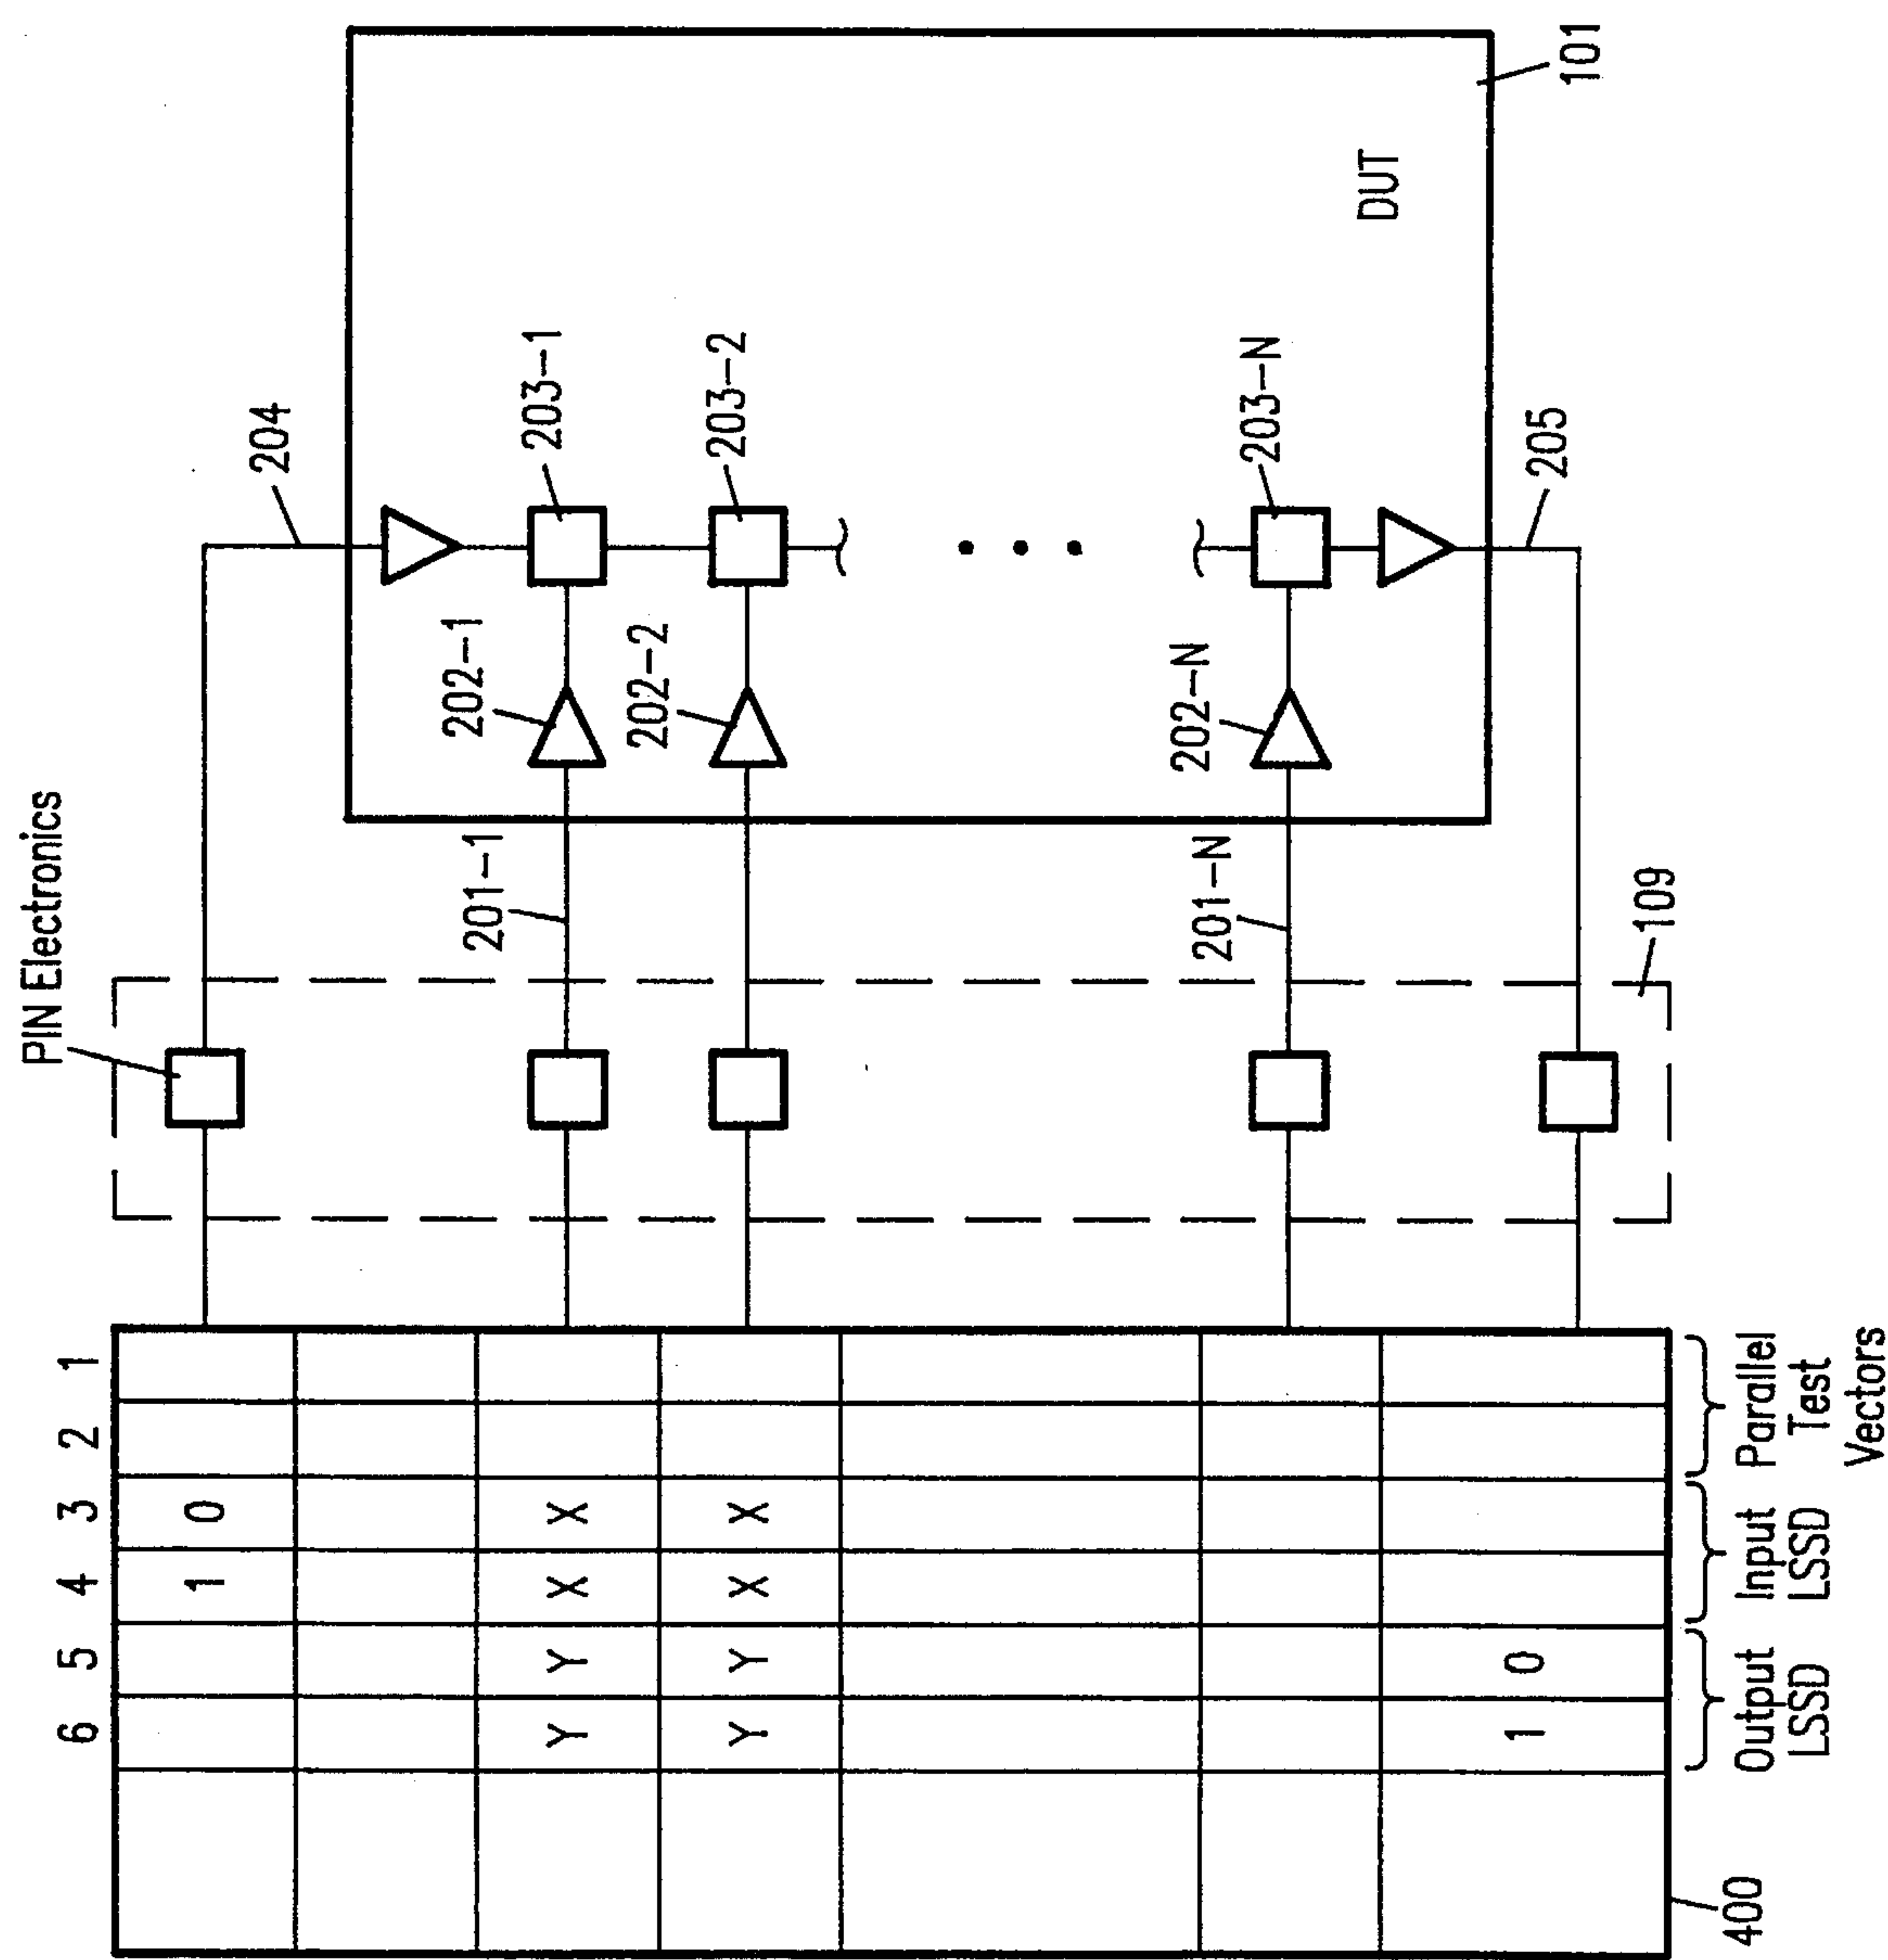 PIN Electronics
204
101
DUT
203-1
203-2
203-N
202-1
202-2
202-N
201-1
201-N
205
109
6 5 4 3 2 1
1 0
Y Y X X
Y Y X X
1 0
400
Output LSSD
Input LSSD
Parallel Test Vectors